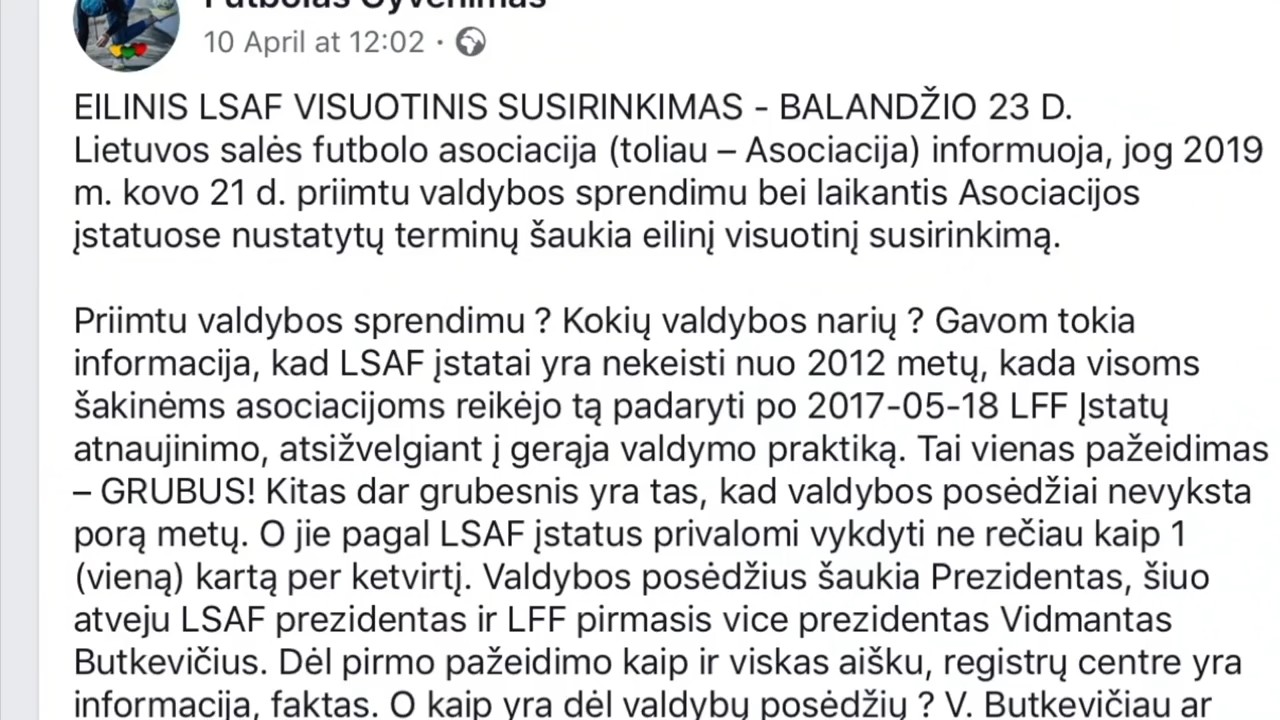 Futbolas Gyvenimas
10 April at 12:02 ·
EILINIS LSAF VISUOTINIS SUSIRINKIMAS - BALANDŽIO 23 D.
Lietuvos salės futbolo asociacija (toliau – Asociacija) informuoja, jog 2019
m. kovo 21 d. priimtu valdybos sprendimu bei laikantis Asociacijos
įstatuose nustatytų terminų šaukia eilinį visuotinį susirinkimą.
Priimtu valdybos sprendimu ? Kokių valdybos narių ? Gavom tokia
informacija, kad LSAF įstatai yra nekeisti nuo 2012 metų, kada visoms
šakinėms asociacijoms reikėjo tą padaryti po 2017-05-18 LFF Įstatų
atnaujinimo, atsižvelgiant į gerąja valdymo praktiką. Tai vienas pažeidimas
– GRUBUS! Kitas dar grubesnis yra tas, kad valdybos posėdžiai nevyksta
porą metų. O jie pagal LSAF įstatus privalomi vykdyti ne rečiau kaip 1
(vieną) kartą per ketvirtį. Valdybos posėdžius šaukia Prezidentas, šiuo
atveju LSAF prezidentas ir LFF pirmasis vice prezidentas Vidmantas
Butkevičius. Dėl pirmo pažeidimo kaip ir viskas aišku, registrų centre yra
informacija, faktas. O kaip yra dėl valdybų posėdžių ? V. Butkevičiau ar